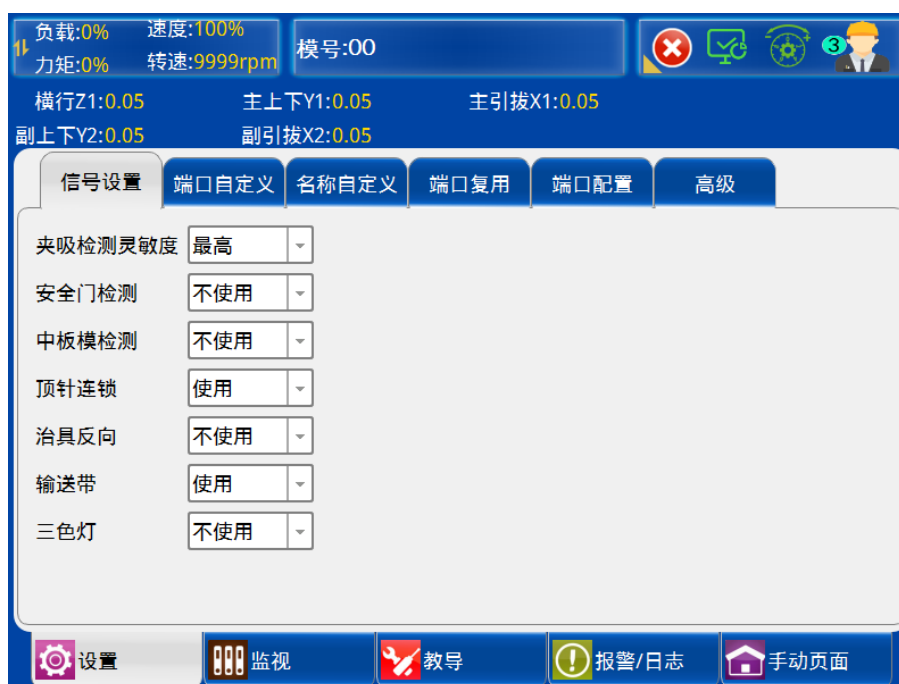 负载:0% 速度:100% 模号:00
力矩:0% 转速:9999rpm 3
横行Z1:0.05 主上下Y1:0.05 主引拔X1:0.05
副上下Y2:0.05 副引拔X2:0.05
信号设置 端口自定义 名称自定义 端口复用 端口配置 高级
夹吸检测灵敏度 最高
安全门检测 不使用
中板模检测 不使用
顶针连锁 使用
治具反向 不使用
输送带 使用
三色灯 不使用
设置 监视 教导 报警/日志 手动页面